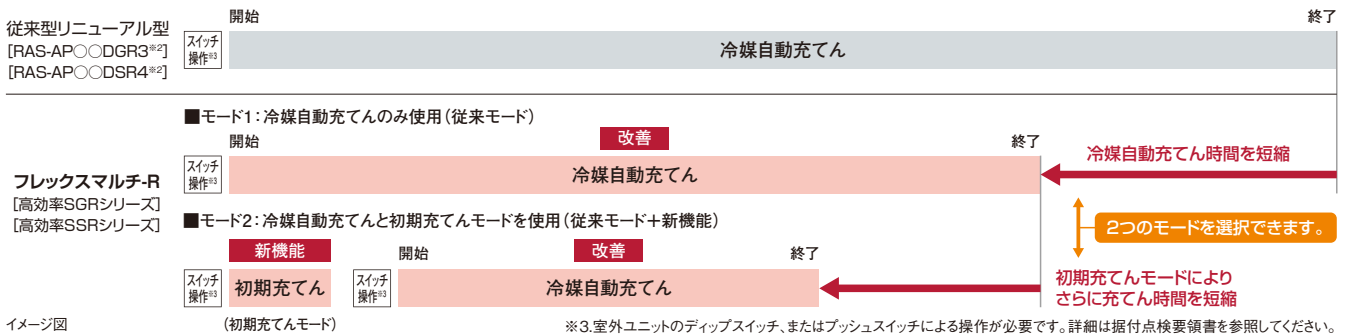 従来型リニューアル型
[RAS-AP○○DGR3※2]
[RAS-AP○○DSR4※2]
開始
終了
スイッチ
操作※3
冷媒自動充てん
フレックスマルチ-R
[高効率SGRシリーズ]
[高効率SSRシリーズ]
■モード1：冷媒自動充てんのみ使用（従来モード）
開始
改善
終了
スイッチ
操作※3
冷媒自動充てん
冷媒自動充てん時間を短縮
2つのモードを選択できます。
■モード2：冷媒自動充てんと初期充てんモードを使用（従来モード＋新機能）
新機能
開始
改善
終了
スイッチ
操作※3
初期充てん
スイッチ
操作※3
冷媒自動充てん
初期充てんモードにより
さらに充てん時間を短縮
イメージ図
（初期充てんモード）
※3.室外ユニットのディップスイッチ、またはプッシュスイッチによる操作が必要です。詳細は据付点検要領書を参照してください。